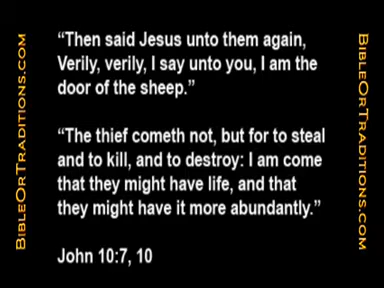 “Then said Jesus unto them again,
Verily, verily, I say unto you, I am the
door of the sheep.”
“The thief cometh not, but for to steal
and to kill, and to destroy: I am come
that they might have life, and that
they might have it more abundantly.”
John 10:7, 10
BIBLEORTRADITIONS.COM
BIBLEORTRADITIONS.COM